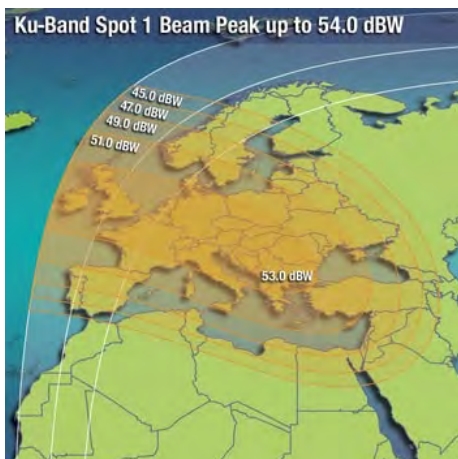 Ku-Band Spot 1 Beam Peak up to 54.0 dBW
45.0 dBW
47.0 dBW
49.0 dBW
51.0 dBW
53.0 dBW